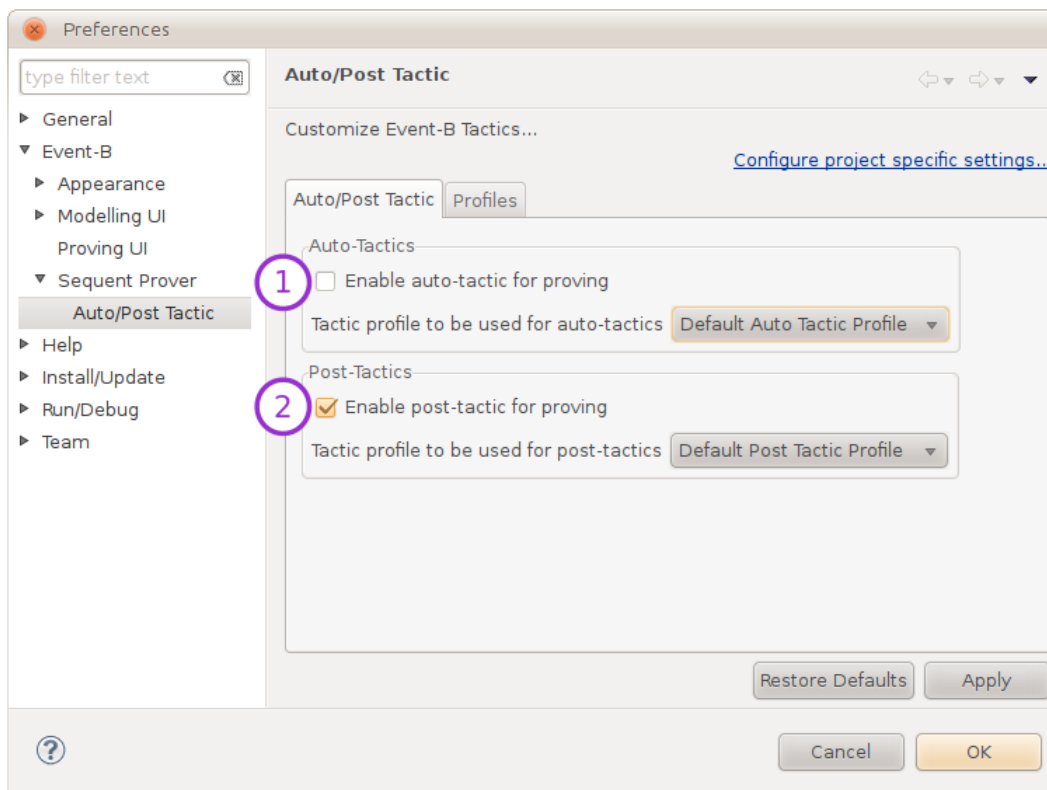 Preferences
type filter text
General
Event-B
Appearance
Modelling UI
Proving UI
Sequent Prover
Auto/Post Tactic
Help
Install/Update
Run/Debug
Team
Auto/Post Tactic
Customize Event-B Tactics...
Configure project specific settings...
Auto/Post Tactic Profiles
Auto-Tactics
1 Enable auto-tactic for proving
Tactic profile to be used for auto-tactics Default Auto Tactic Profile
Post-Tactics
2 Enable post-tactic for proving
Tactic profile to be used for post-tactics Default Post Tactic Profile
Restore Defaults Apply
? Cancel OK